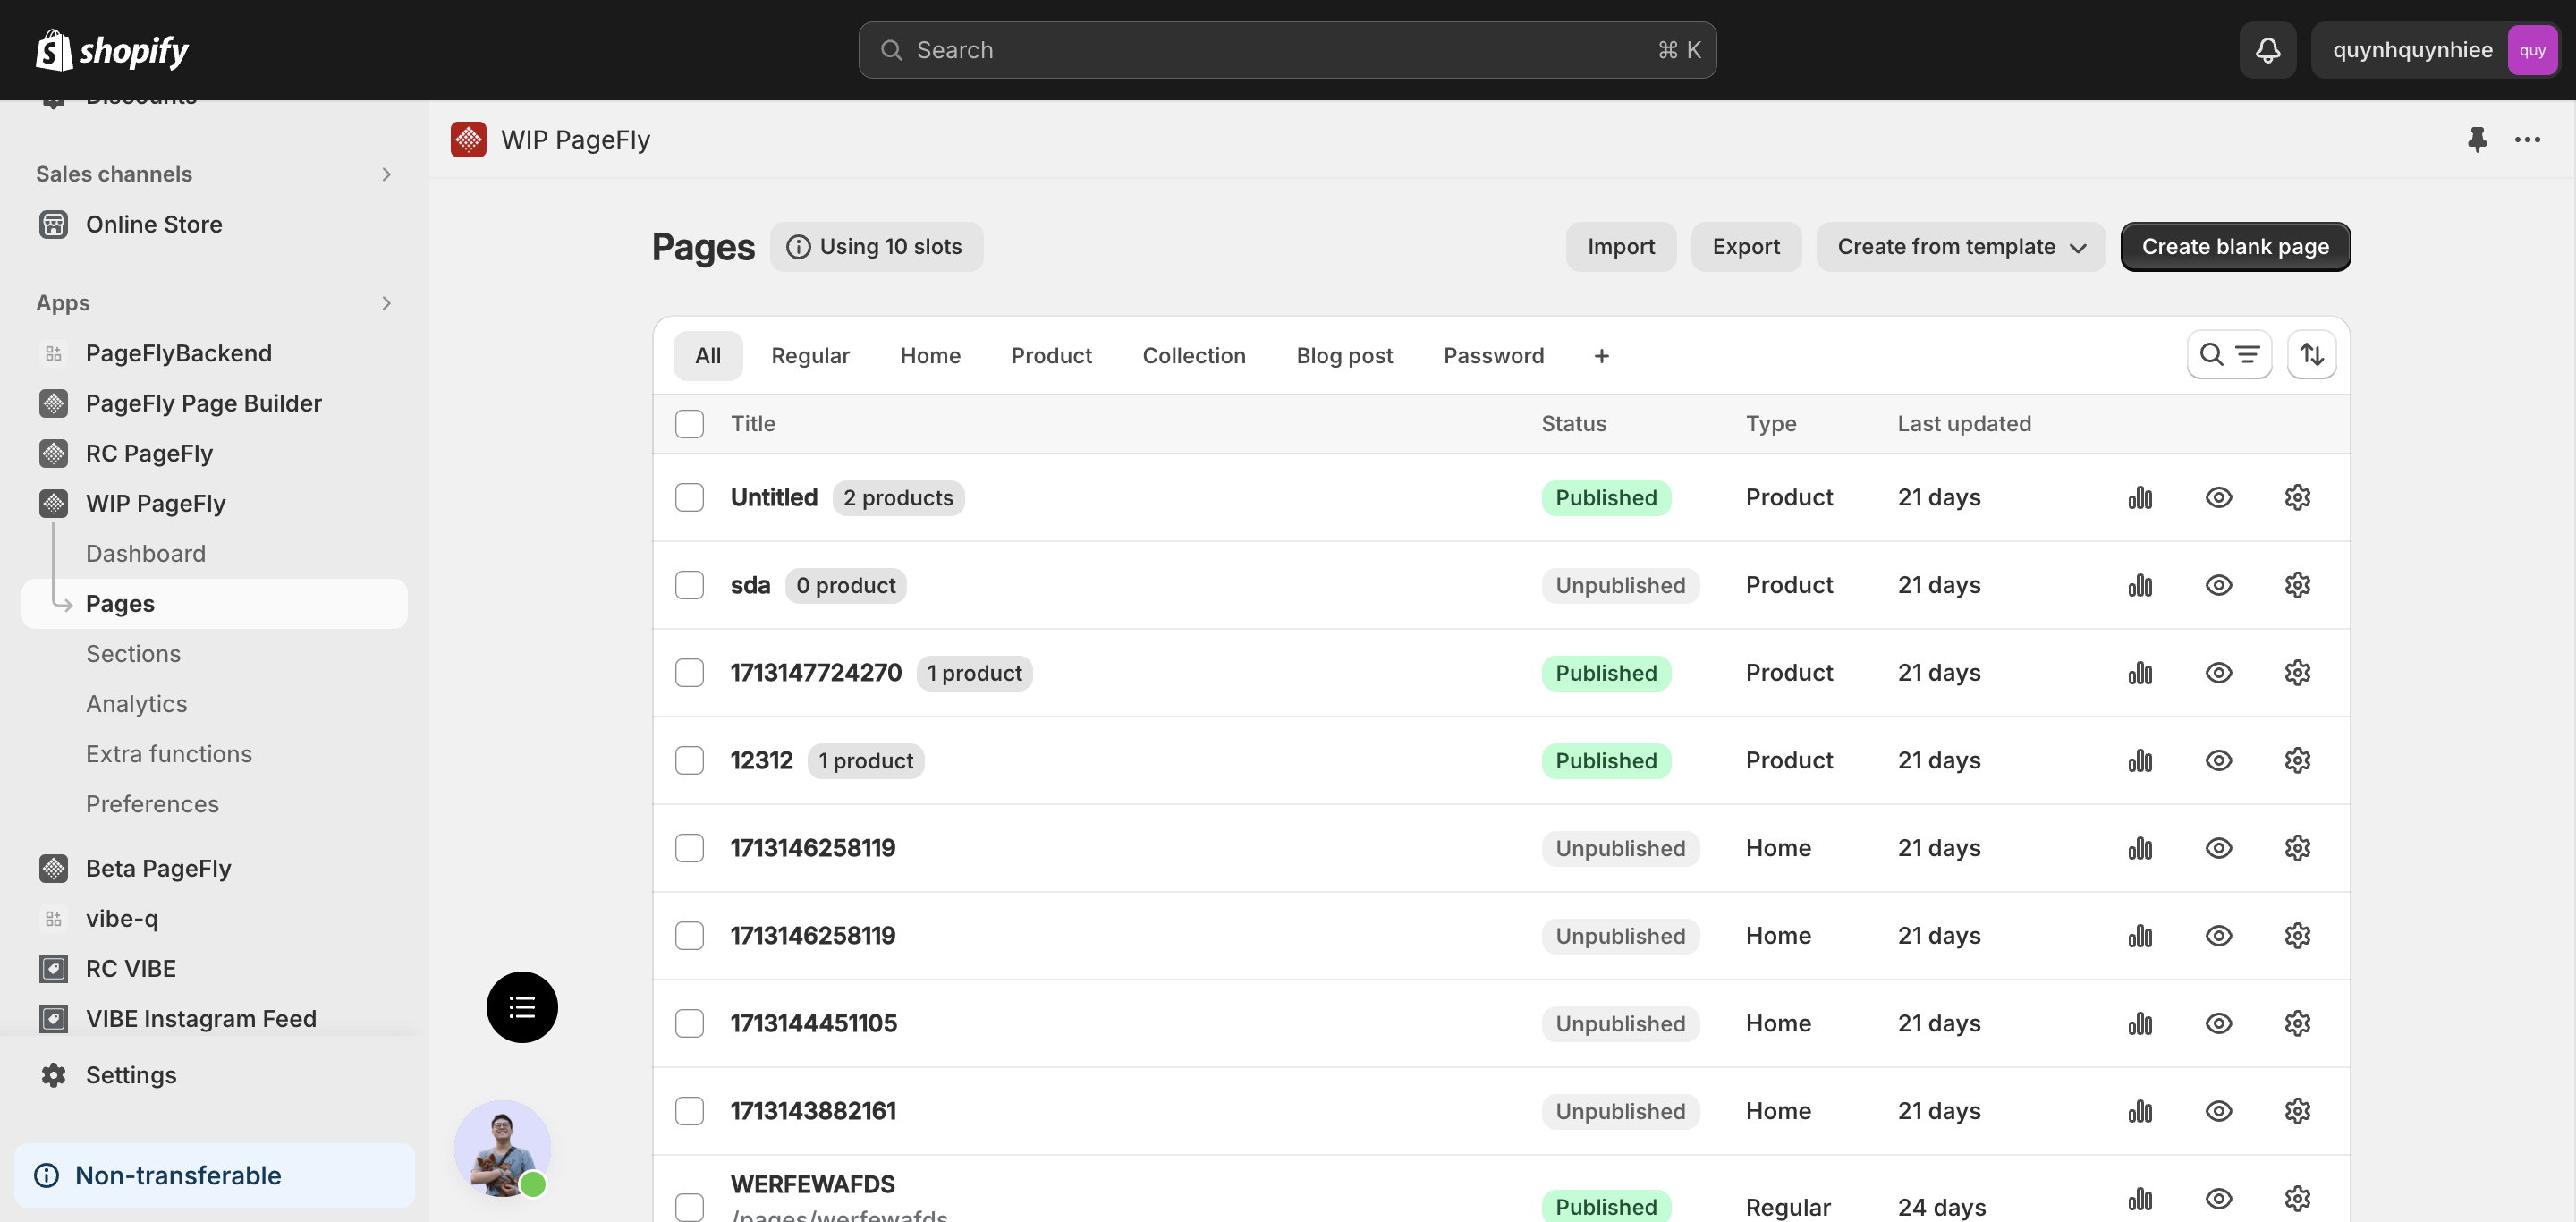 shopify
Search
⌘ K
quynhquynhiee
quy
Discounts
Sales channels
Online Store
Apps
PageFlyBackend
PageFly Page Builder
RC PageFly
WIP PageFly
Dashboard
Pages
Sections
Analytics
Extra functions
Preferences
Beta PageFly
vibe-q
RC VIBE
VIBE Instagram Feed
Settings
Non-transferable
WIP PageFly
Pages
Using 10 slots
Import
Export
Create from template
Create blank page
All Regular Home Product Collection Blog post Password +
Title Status Type Last updated
Untitled 2 products Published Product 21 days
sda 0 product Unpublished Product 21 days
1713147724270 1 product Published Product 21 days
12312 1 product Published Product 21 days
1713146258119 Unpublished Home 21 days
1713146258119 Unpublished Home 21 days
1713144451105 Unpublished Home 21 days
1713143882161 Unpublished Home 21 days
WERFEWAFDS Published Regular 24 days
/pages/werfewafds